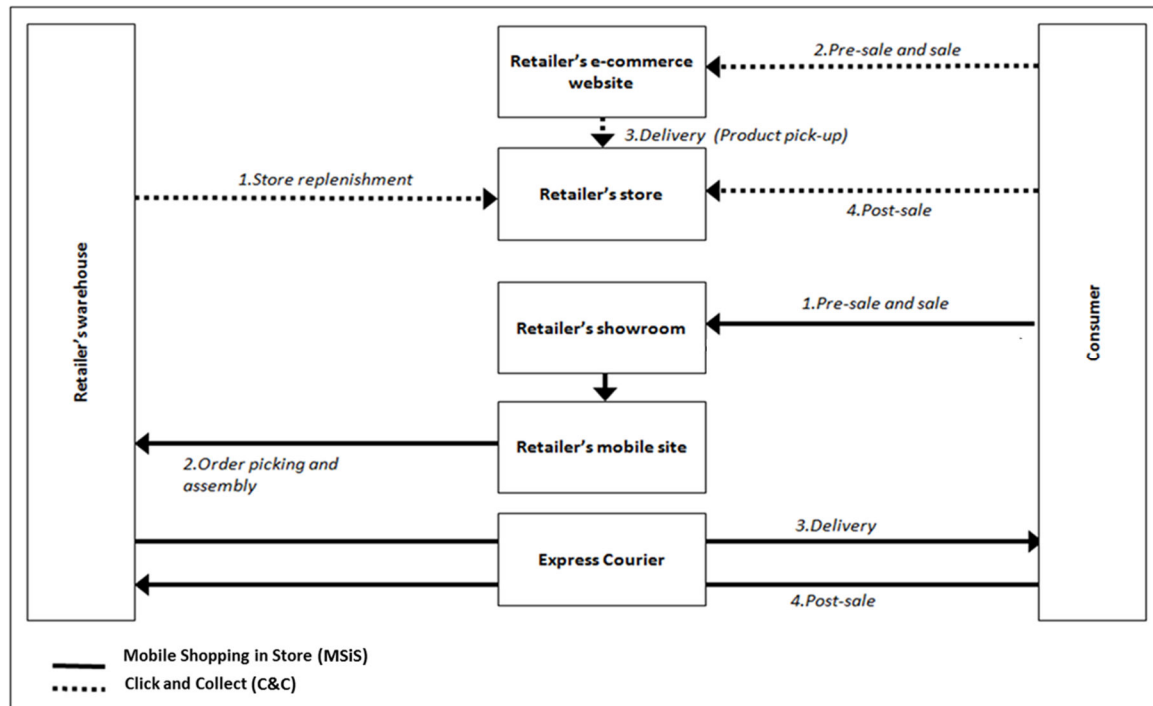 Retailer's e-commerce
website
2.Pre-sale and sale
3.Delivery (Product pick-up)
1.Store replenishment
Retailer's store
4.Post-sale
Retailer's warehouse
Consumer
Retailer's showroom
1.Pre-sale and sale
Retailer's mobile site
2.Order picking and
assembly
Express Courier
3.Delivery
4.Post-sale
Mobile Shopping in Store (MSiS)
Click and Collect (C&C)